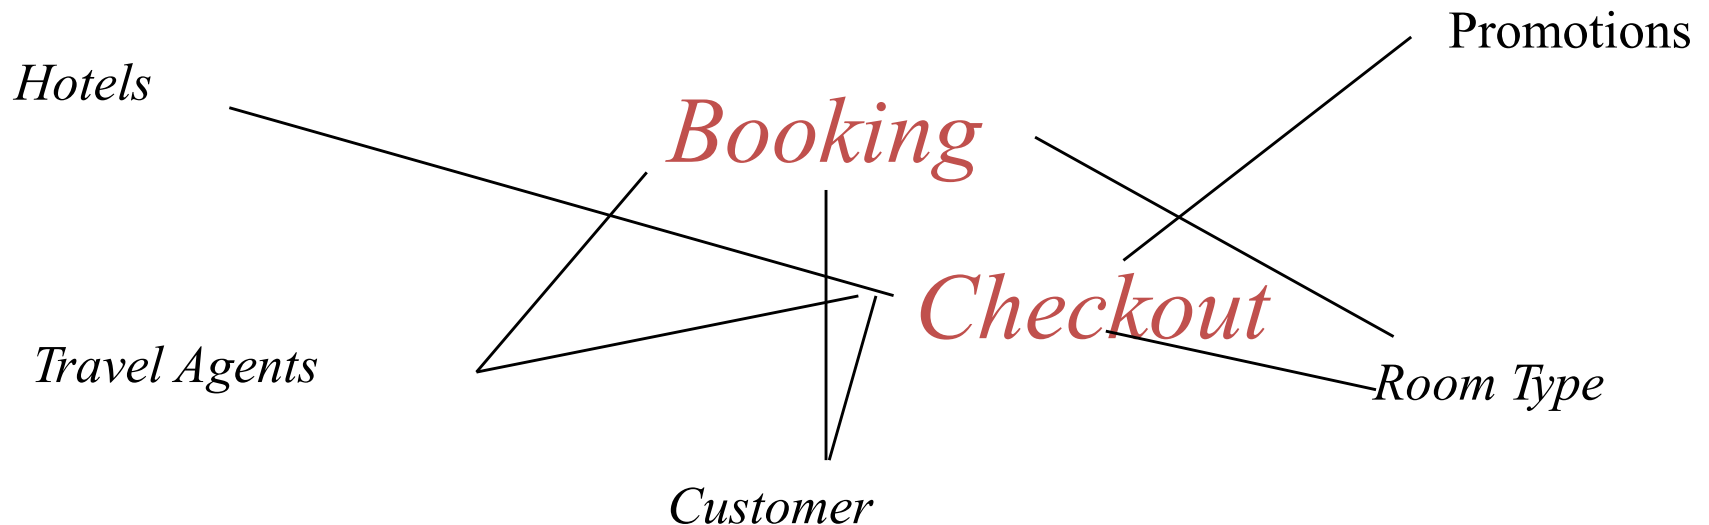 Promotions
Hotels
Booking
Checkout
Travel Agents
Room Type
Customer